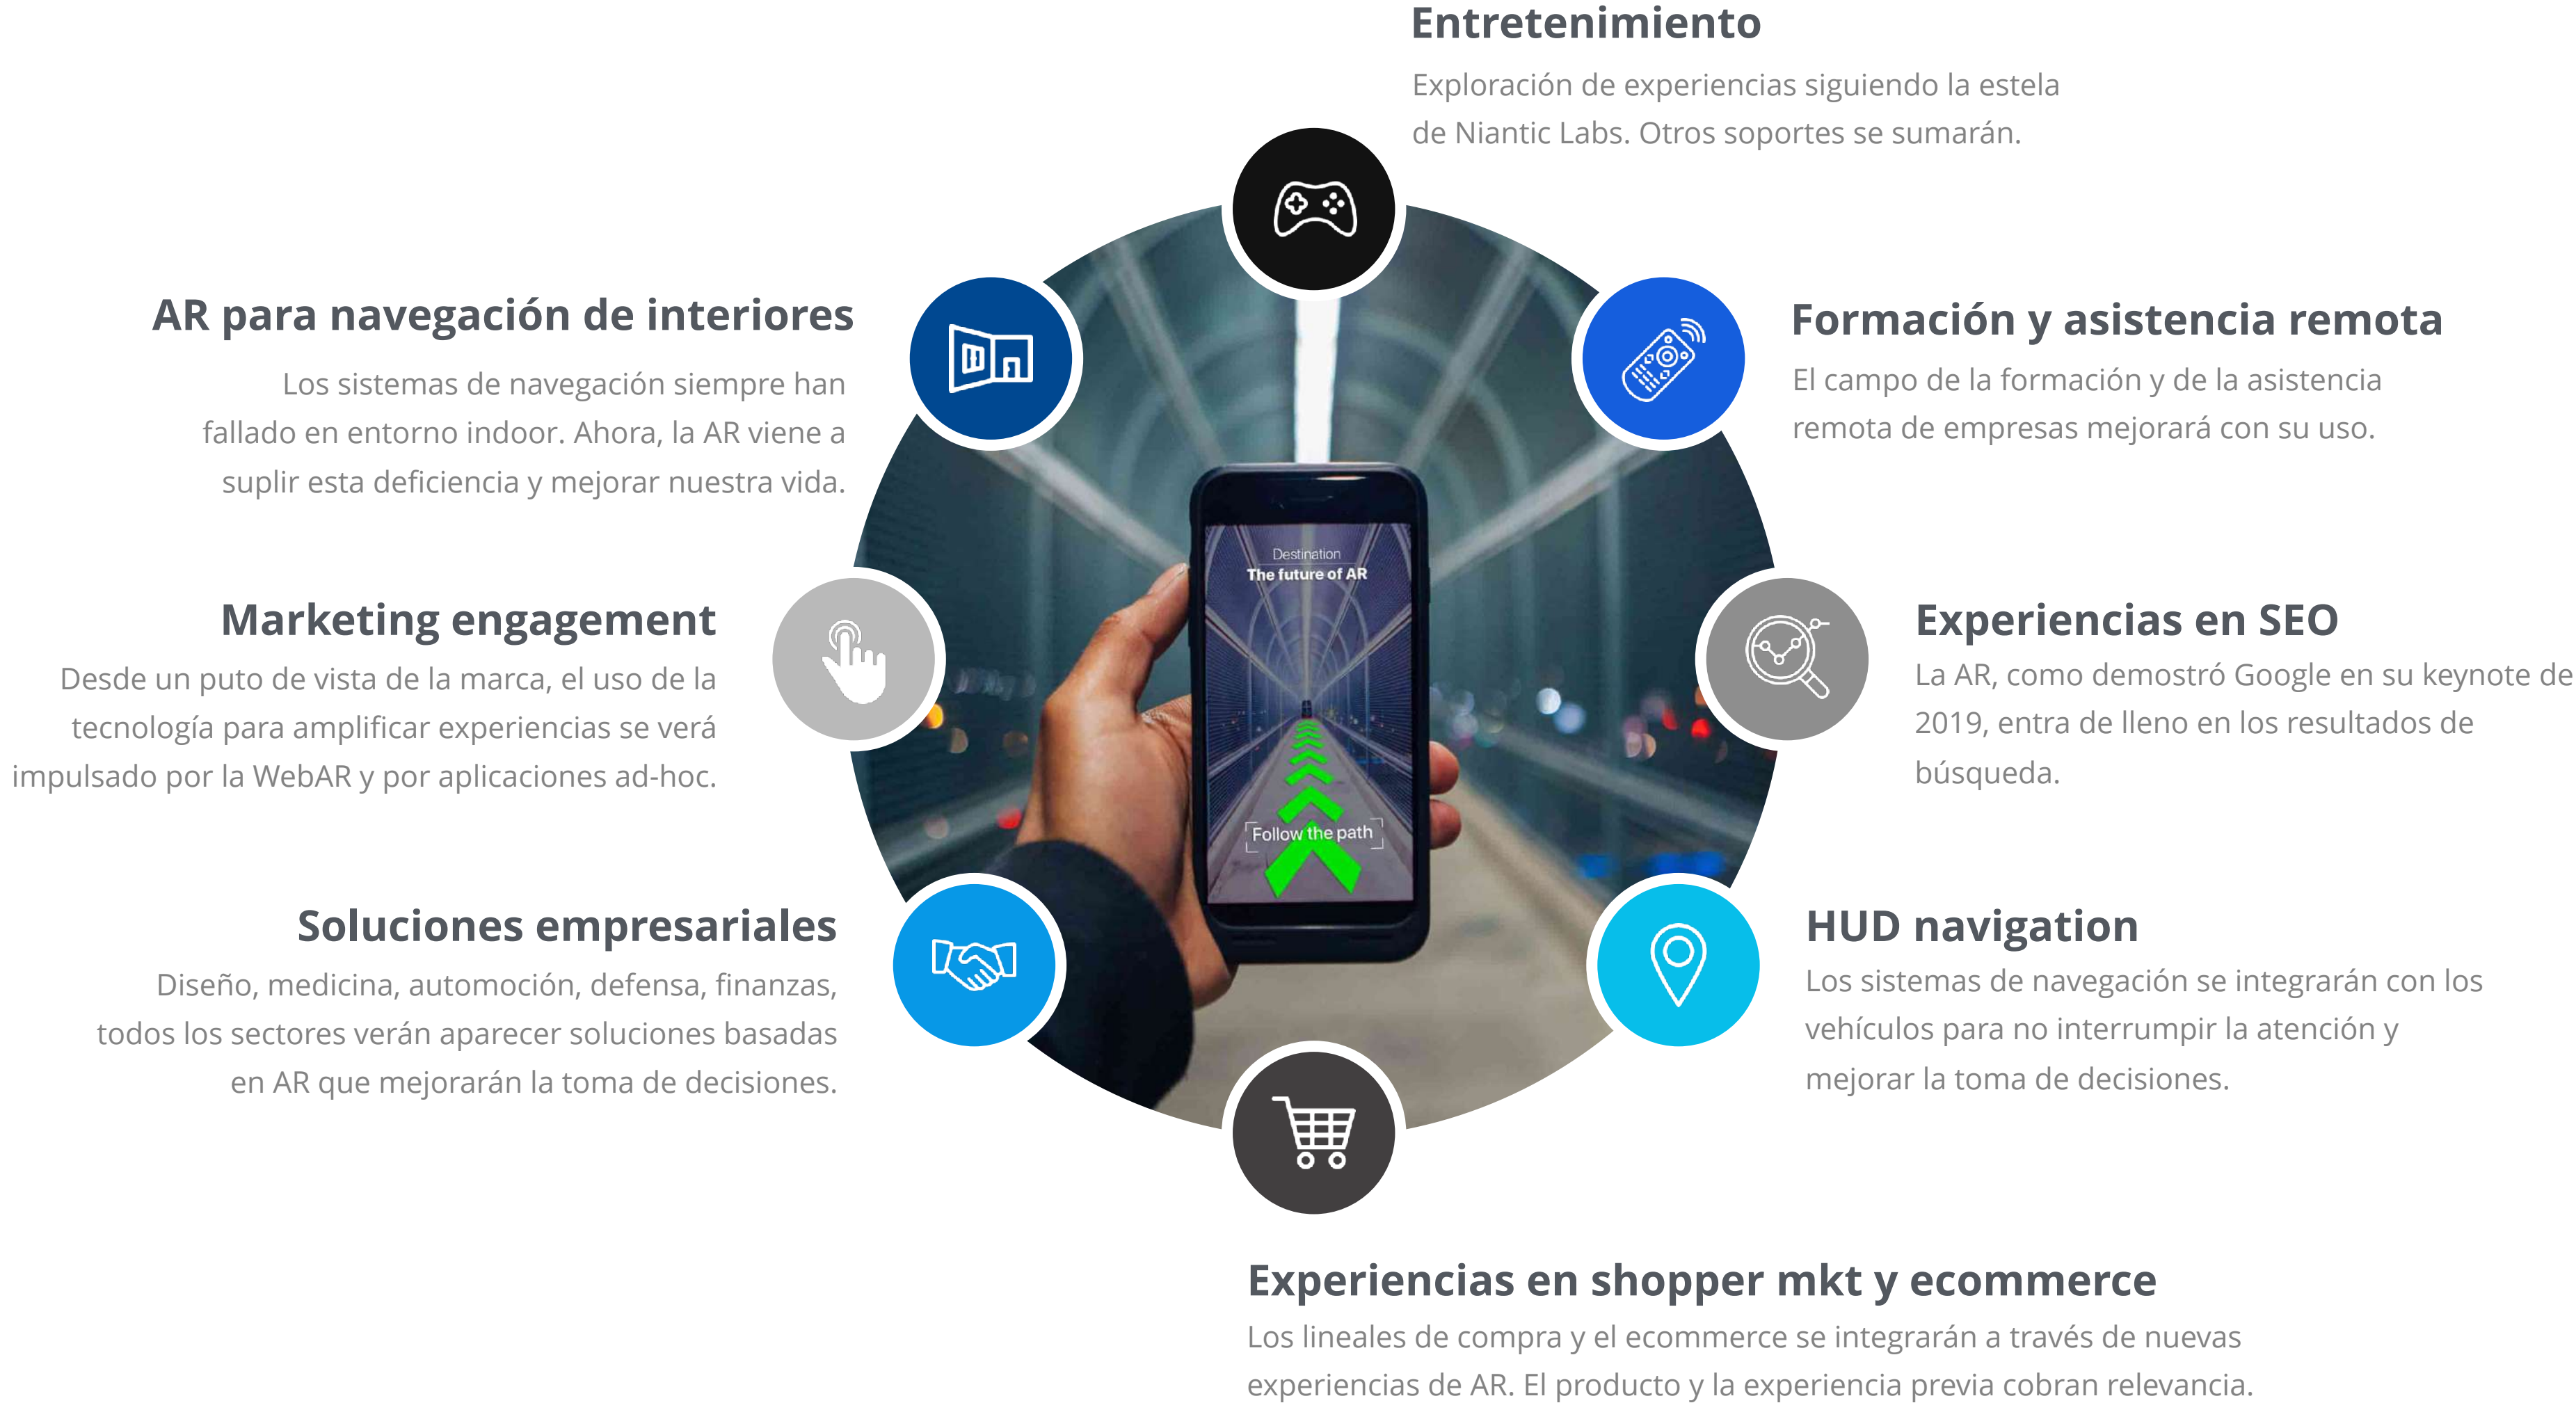 Entretenimiento
Exploración de experiencias siguiendo la estela
de Niantic Labs. Otros soportes se sumarán.
AR para navegación de interiores
Los sistemas de navegación siempre han
fallado en entorno indoor. Ahora, la AR viene a
suplir esta deficiencia y mejorar nuestra vida.
Formación y asistencia remota
El campo de la formación y de la asistencia
remota de empresas mejorará con su uso.
Destination
The future of AR
Follow the path
Marketing engagement
Desde un puto de vista de la marca, el uso de la
tecnología para amplificar experiencias se verá
impulsado por la WebAR y por aplicaciones ad-hoc.
Experiencias en SEO
La AR, como demostró Google en su keynote de
2019, entra de lleno en los resultados de
búsqueda.
Soluciones empresariales
Diseño, medicina, automoción, defensa, finanzas,
todos los sectores verán aparecer soluciones basadas
en AR que mejorarán la toma de decisiones.
HUD navigation
Los sistemas de navegación se integrarán con los
vehículos para no interrumpir la atención y
mejorar la toma de decisiones.
Experiencias en shopper mkt y ecommerce
Los lineales de compra y el ecommerce se integrarán a través de nuevas
experiencias de AR. El producto y la experiencia previa cobran relevancia.